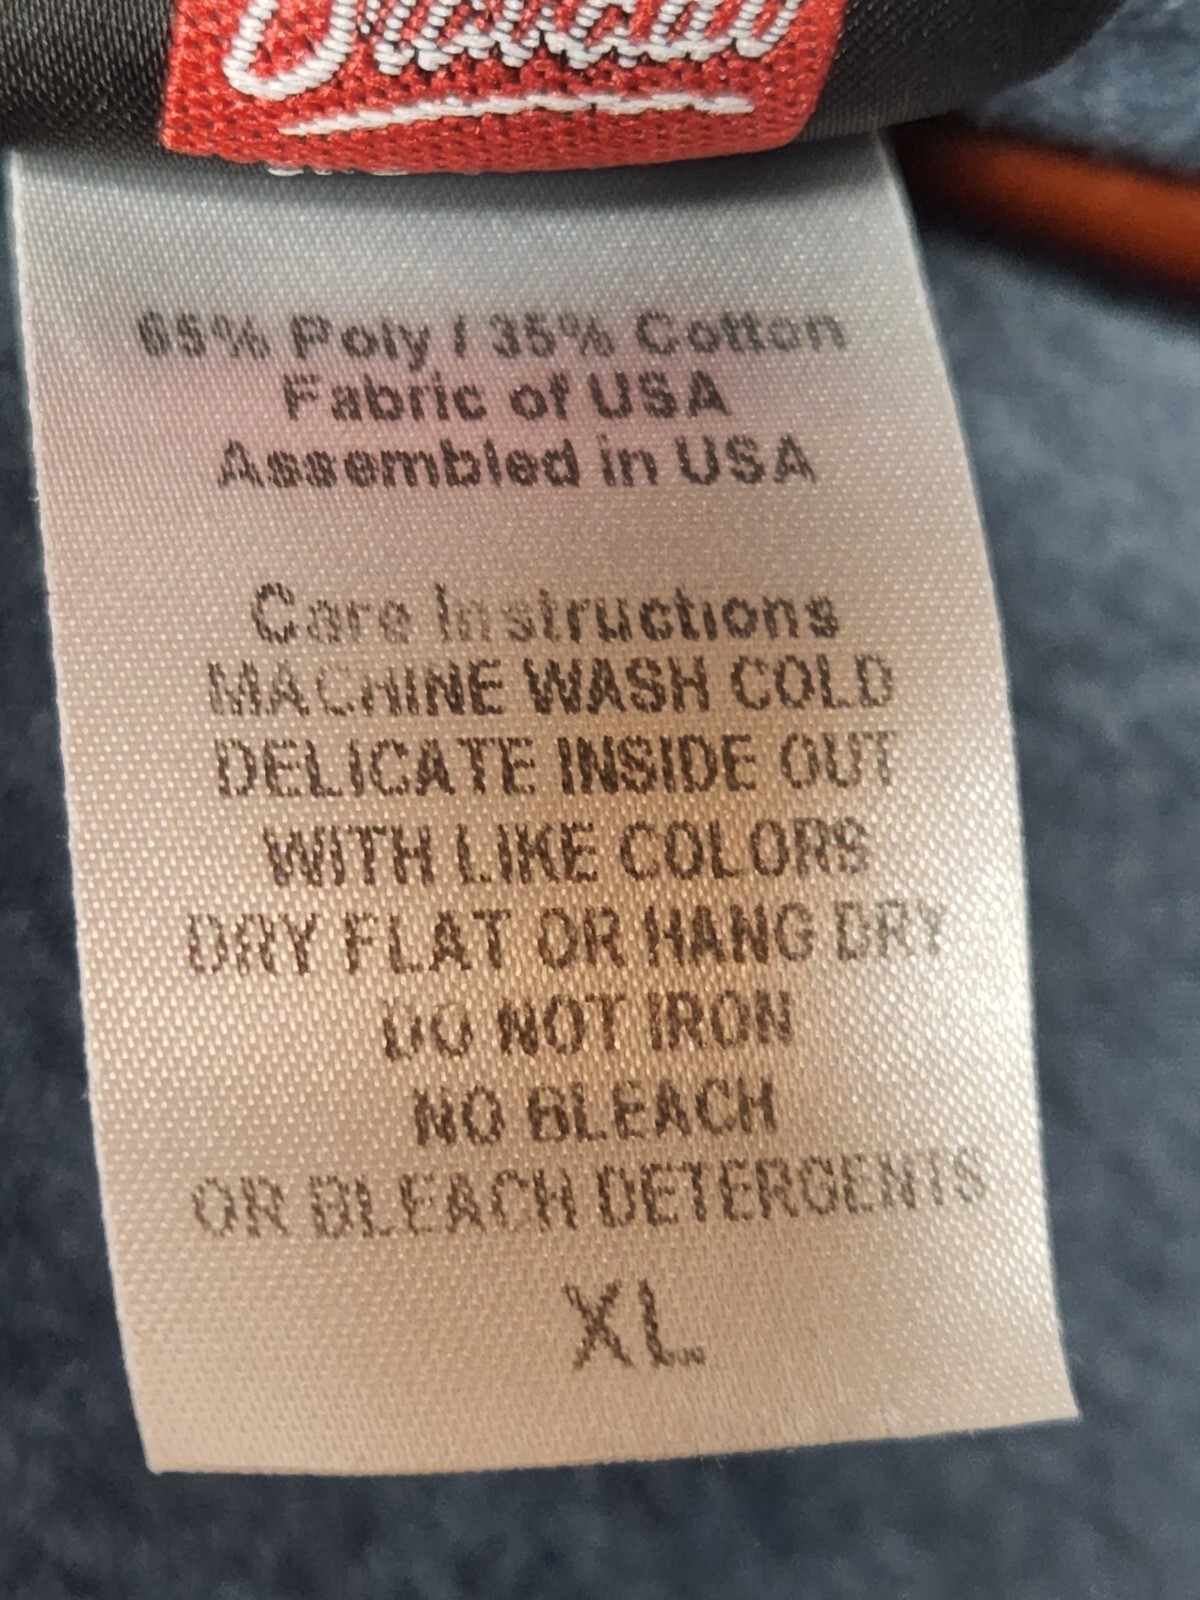 65% Poly / 35% Cotton
Fabric of USA
Assembled in USA
Care Instructions
MACHINE WASH COLD
DELICATE INSIDE OUT
WITH LIKE COLORS
DRY FLAT OR HANG DRY
DO NOT IRON
NO BLEACH
OR BLEACH DETERGENTS
XL